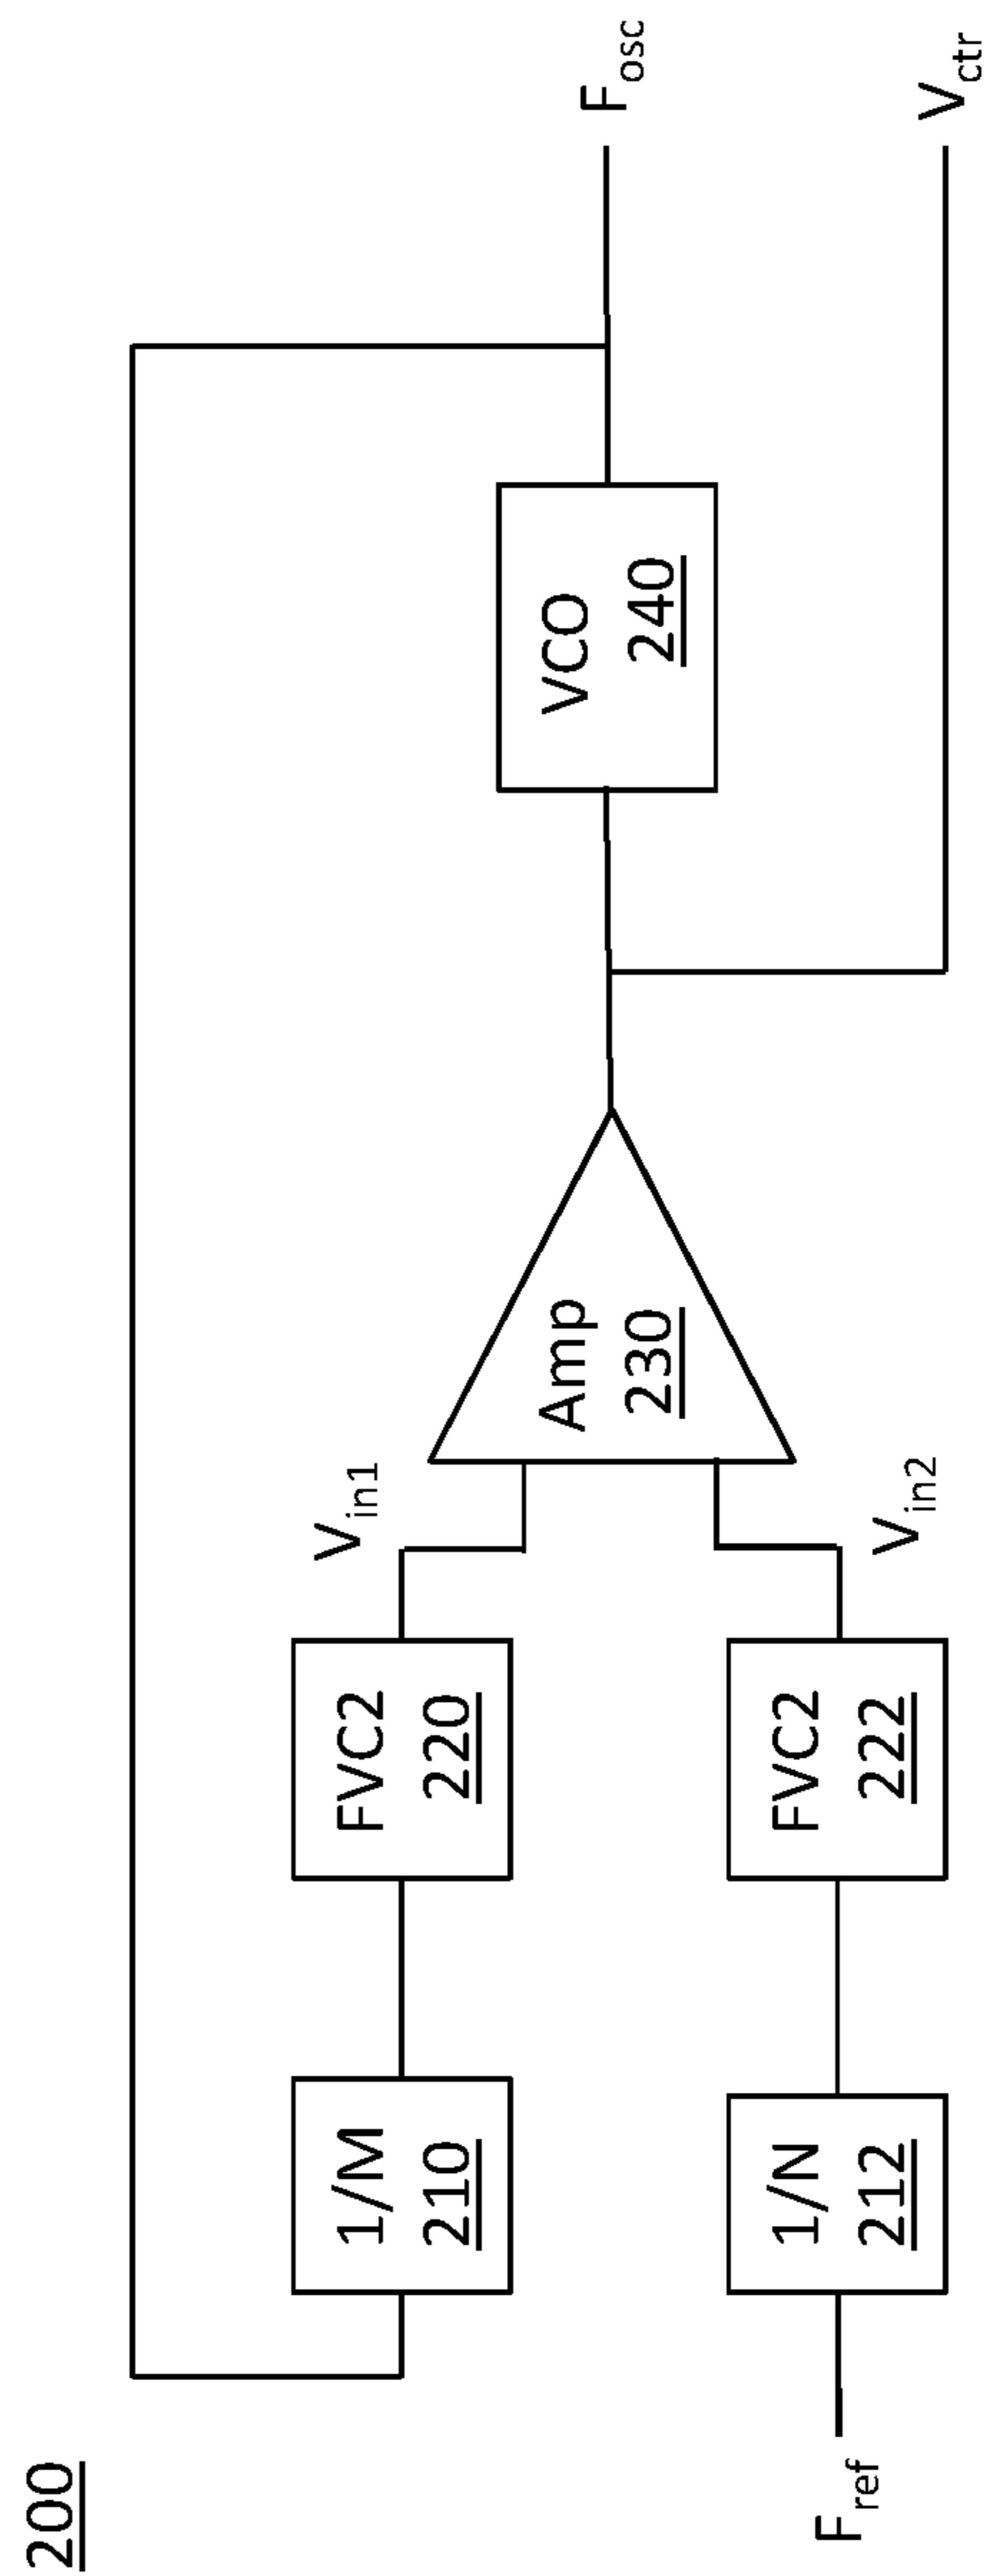 200
1/M
210
FVC2
220
V_in1
Amp
230
VCO
240
F_osc
F_ref
1/N
212
FVC2
222
V_in2
V_ctr